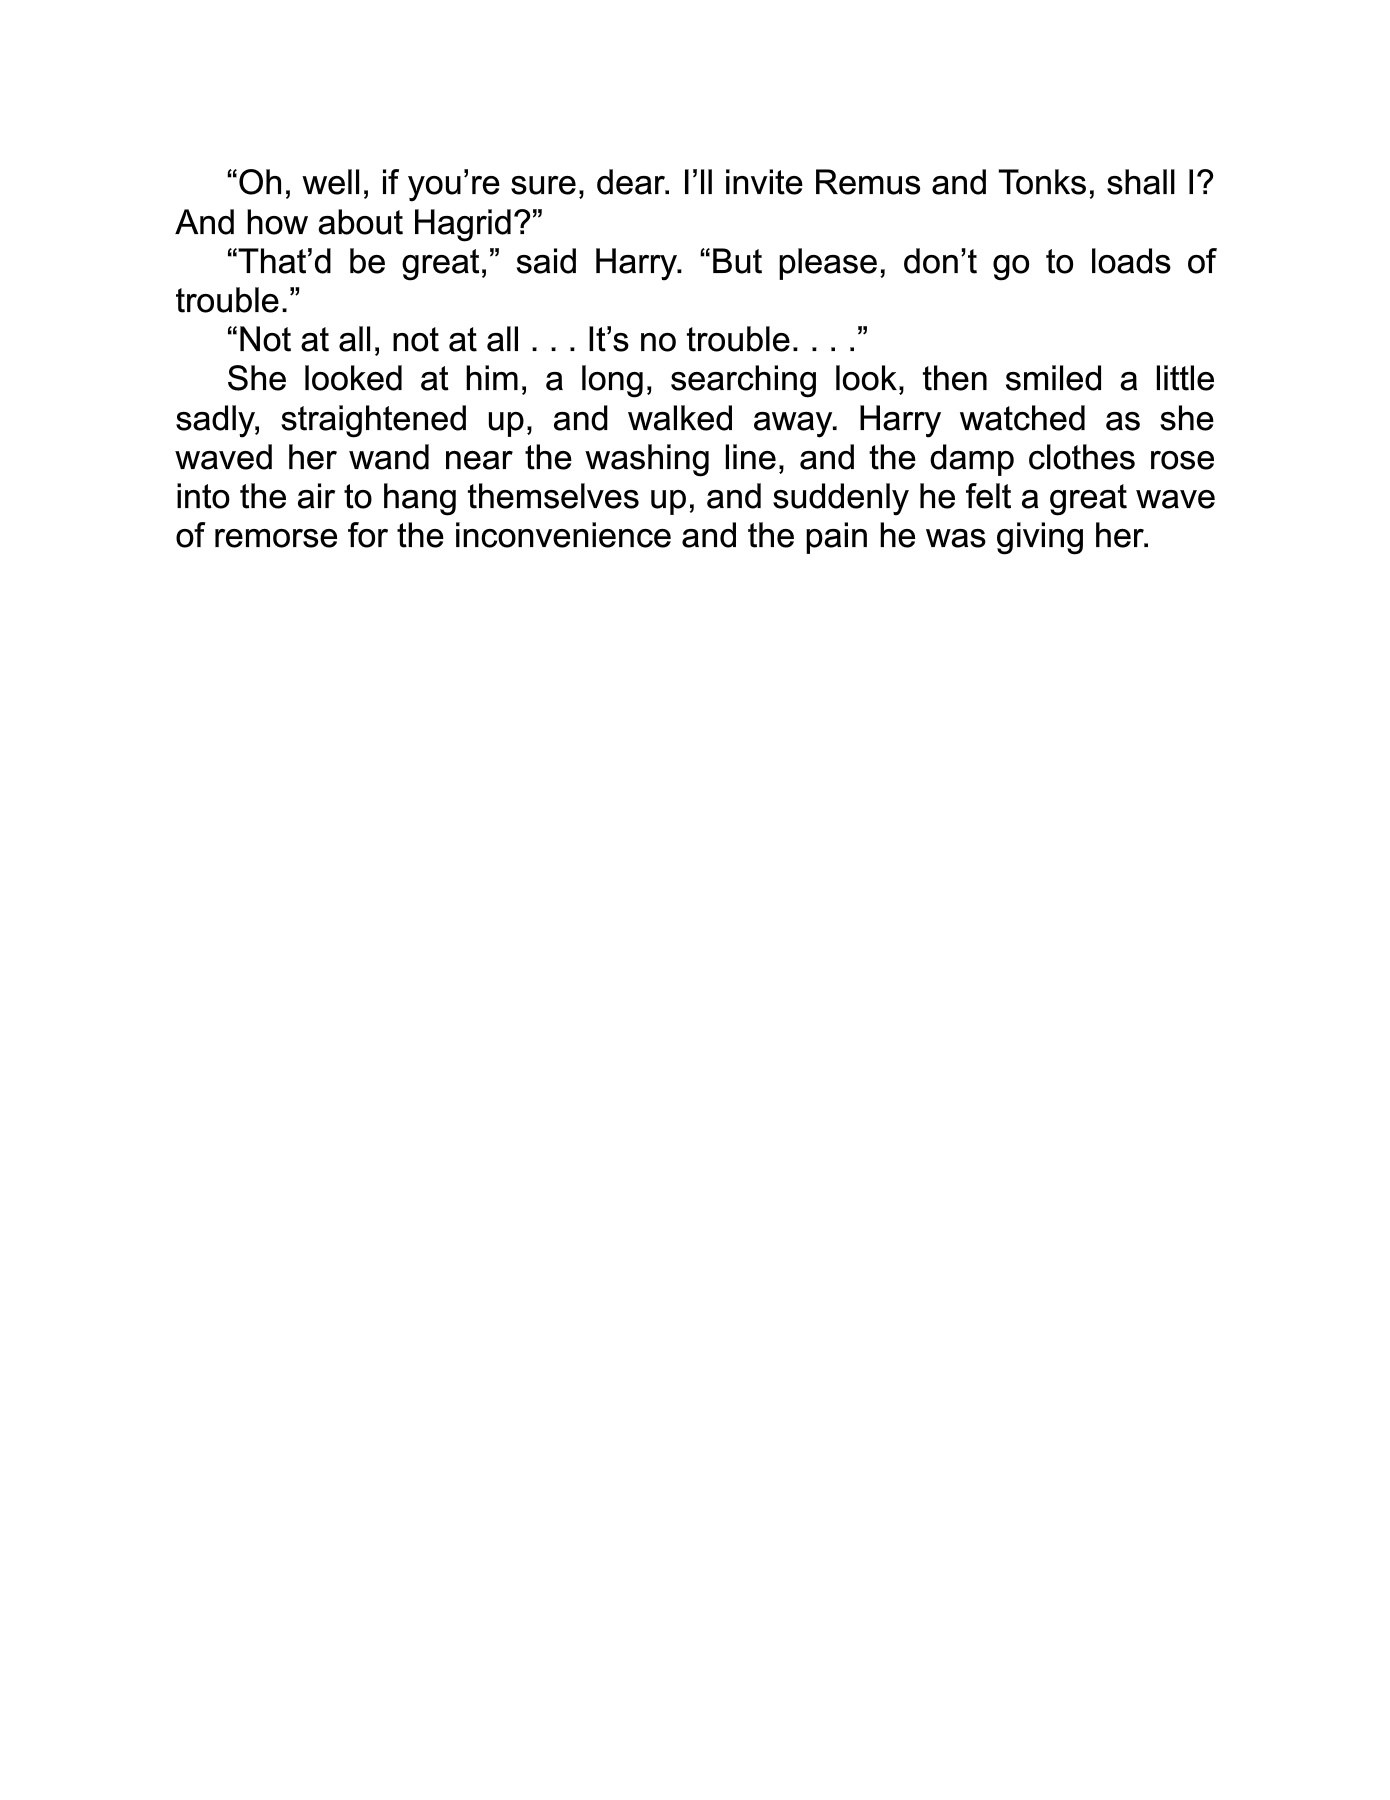 “Oh, well, if you’re sure, dear. I’ll invite Remus and Tonks, shall I?
And how about Hagrid?”
“That’d be great,” said Harry. “But please, don’t go to loads of
trouble.”
“Not at all, not at all . . . It’s no trouble. . . .”
She looked at him, a long, searching look, then smiled a little
sadly, straightened up, and walked away. Harry watched as she
waved her wand near the washing line, and the damp clothes rose
into the air to hang themselves up, and suddenly he felt a great wave
of remorse for the inconvenience and the pain he was giving her.